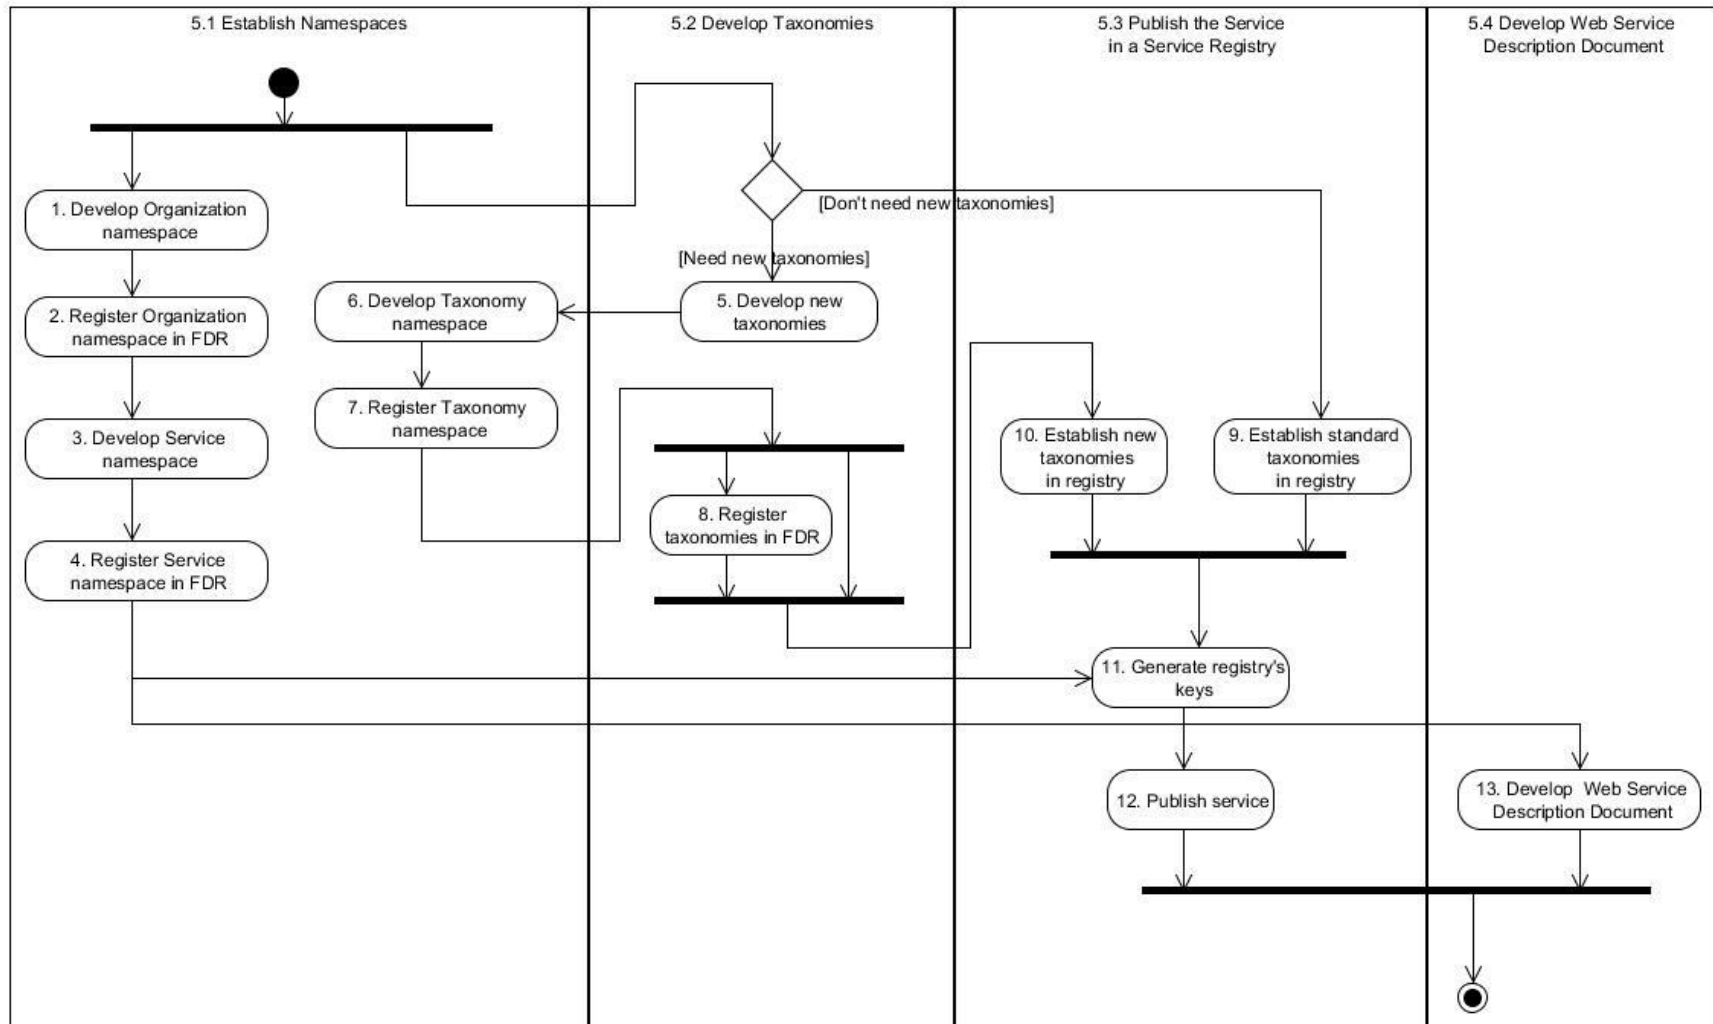 5.1 Establish Namespaces
5.2 Develop Taxonomies
5.3 Publish the Service
in a Service Registry
5.4 Develop Web Service
Description Document
1. Develop Organization
namespace
[Don't need new taxonomies]
[Need new taxonomies]
2. Register Organization
namespace in FDR
6. Develop Taxonomy
namespace
5. Develop new
taxonomies
3. Develop Service
namespace
7. Register Taxonomy
namespace
10. Establish new
taxonomies
in registry
9. Establish standard
taxonomies
in registry
4. Register Service
namespace in FDR
8. Register
taxonomies in FDR
11. Generate registry's
keys
12. Publish service
13. Develop  Web Service
Description Document